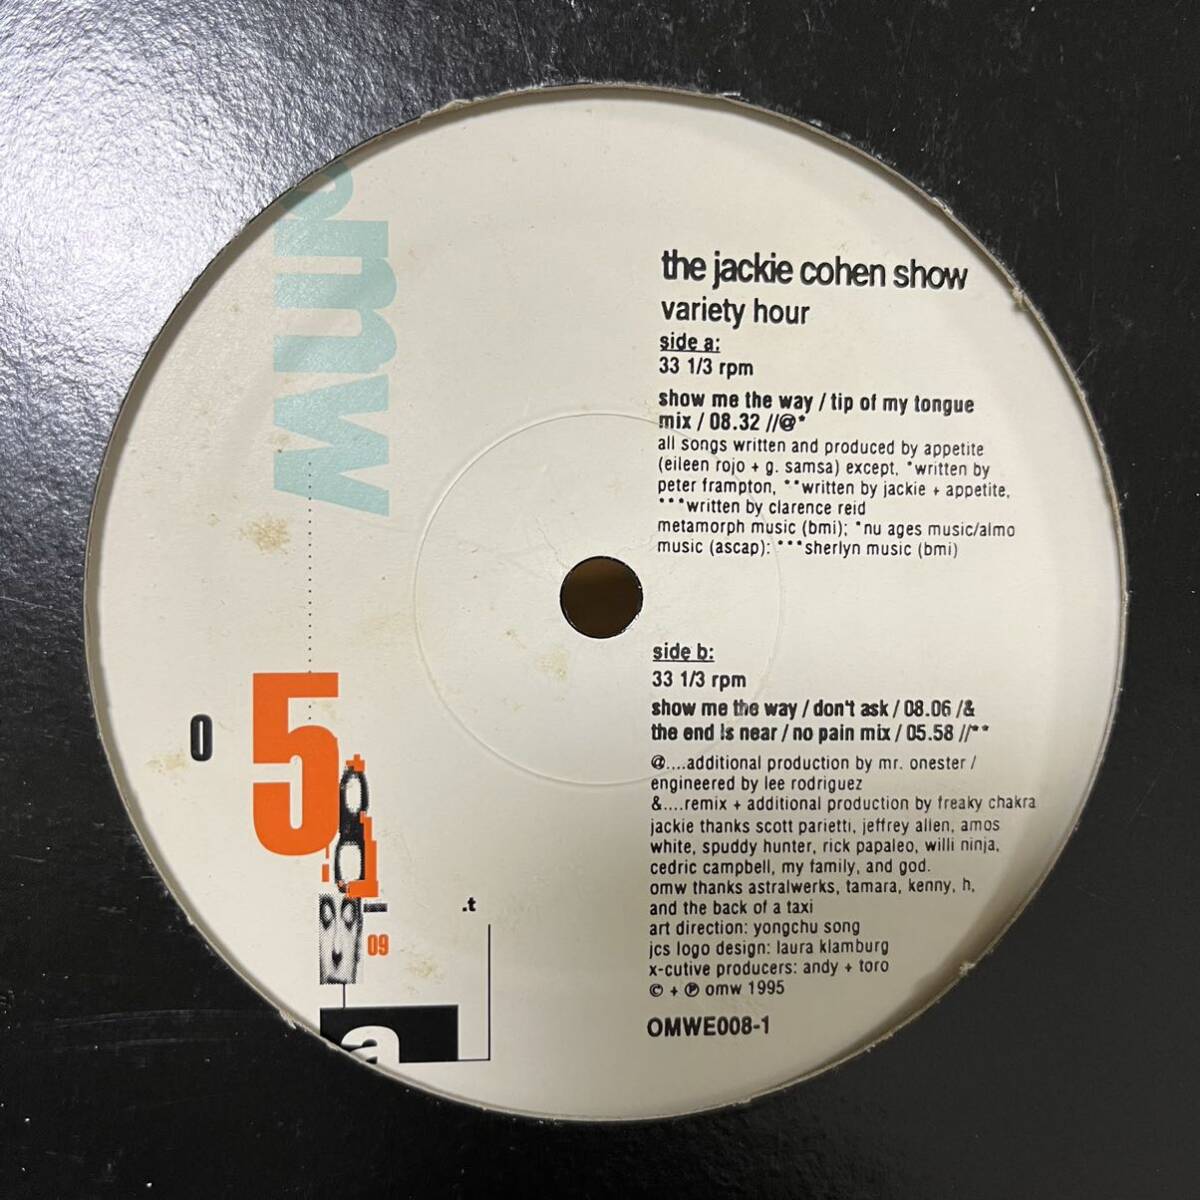 omw
the jackie cohen show
variety hour
side a:
33 1/3 rpm
show me the way / tip of my tongue
mix / 08.32 //@*
all songs written and produced by appetite
(eileen rojo + g. samsa) except, *written by
peter frampton, **written by jackie + appetite,
***written by clarence reid
metamorph music (bmi); *nu ages music/almo
music (ascap); ***sherlyn music (bmi)
side b:
33 1/3 rpm
show me the way / don't ask / 08.06 /&
the end is near / no pain mix / 05.58 //**
@....additional production by mr. onester /
engineered by lee rodriguez
&....remix + additional production by freaky chakra
jackie thanks scott parietti, jeffrey allen, amos
white, spuddy hunter, rick papaleo, willi ninja,
cedric campbell, my family, and god.
omw thanks astralwerks, tamara, kenny, h,
and the back of a taxi
art direction: yongchu song
jcs logo design: laura klamburg
x-cutive producers: andy + toro
© + ℗ omw 1995
OMWE008-1
0
5
.t
09
a